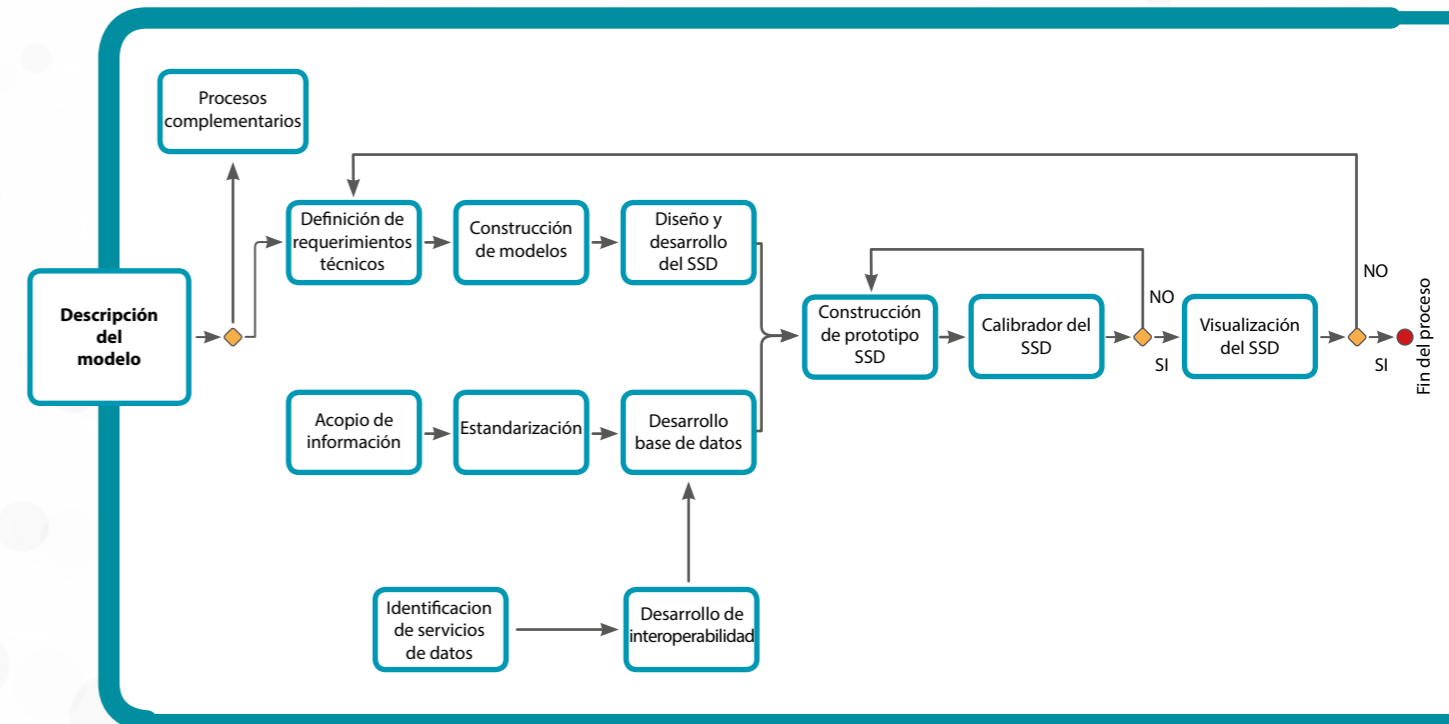 Procesos
complementarios
Definición de
requerimientos
técnicos
Construcción
de modelos
Diseño y
desarrollo
del SSD
Descripción
del
modelo
Construcción
de prototipo
SSD
Calibrador del
SSD
NO
SI
Visualización
del SSD
NO
SI
Fin del proceso
Acopio de
información
Estandarización
Desarrollo
base de datos
Identificacion
de servicios
de datos
Desarrollo de
interoperabilidad